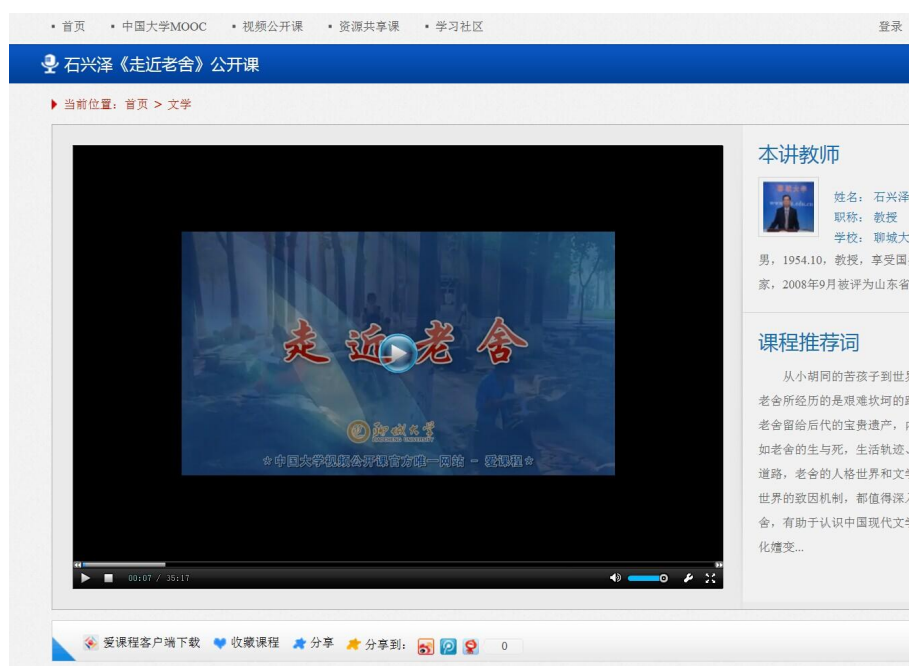 ▪ 首页 ▪ 中国大学MOOC ▪ 视频公开课 ▪ 资源共享课 ▪ 学习社区 登录
石兴泽《走近老舍》公开课
当前位置: 首页 > 文学
本讲教师
姓名: 石兴泽
职称: 教授
学校: 聊城大
男, 1954.10, 教授, 享受国
家, 2008年9月被评为山东省
走近老舍
聊城大学
☆中国大学视频公开课官方唯一网站 - 爱课程☆
00:07 / 35:17
课程推荐词
从小胡同的苦孩子到世界
老舍所经历的是艰难坎坷的路
老舍留给后代的宝贵遗产,
如老舍的生与死, 生活轨迹、
道路, 老舍的人格世界和文学
世界的致因机制, 都值得深入
舍, 有助于认识中国现代文学
化嬗变...
爱课程客户端下载 收藏课程 分享 分享到: 0